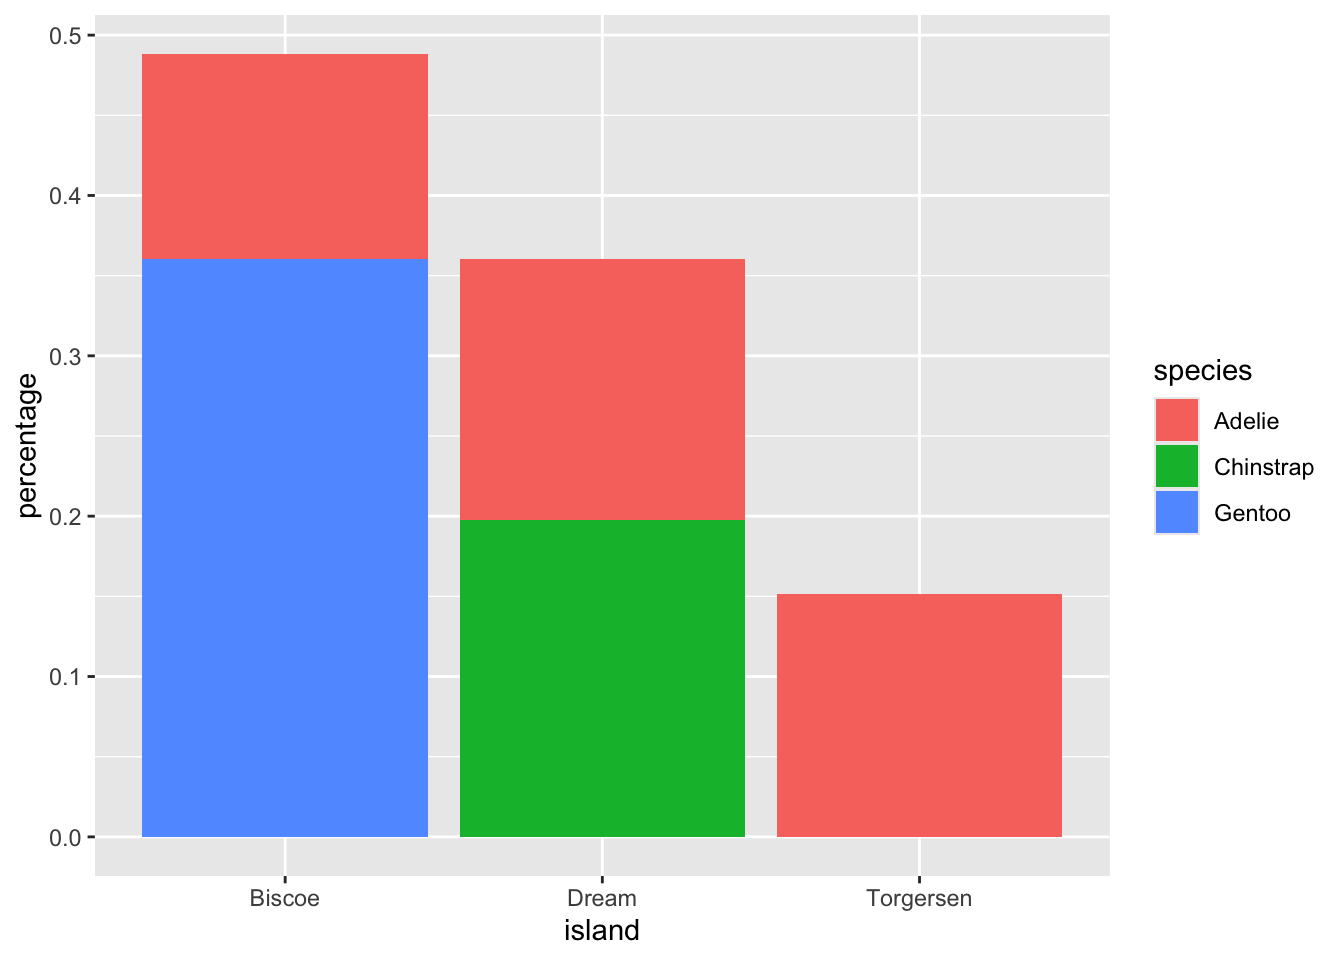 0.5
0.4
0.3
0.2
0.1
0.0
percentage
Biscoe
Dream
Torgersen
island
species
Adelie
Chinstrap
Gentoo